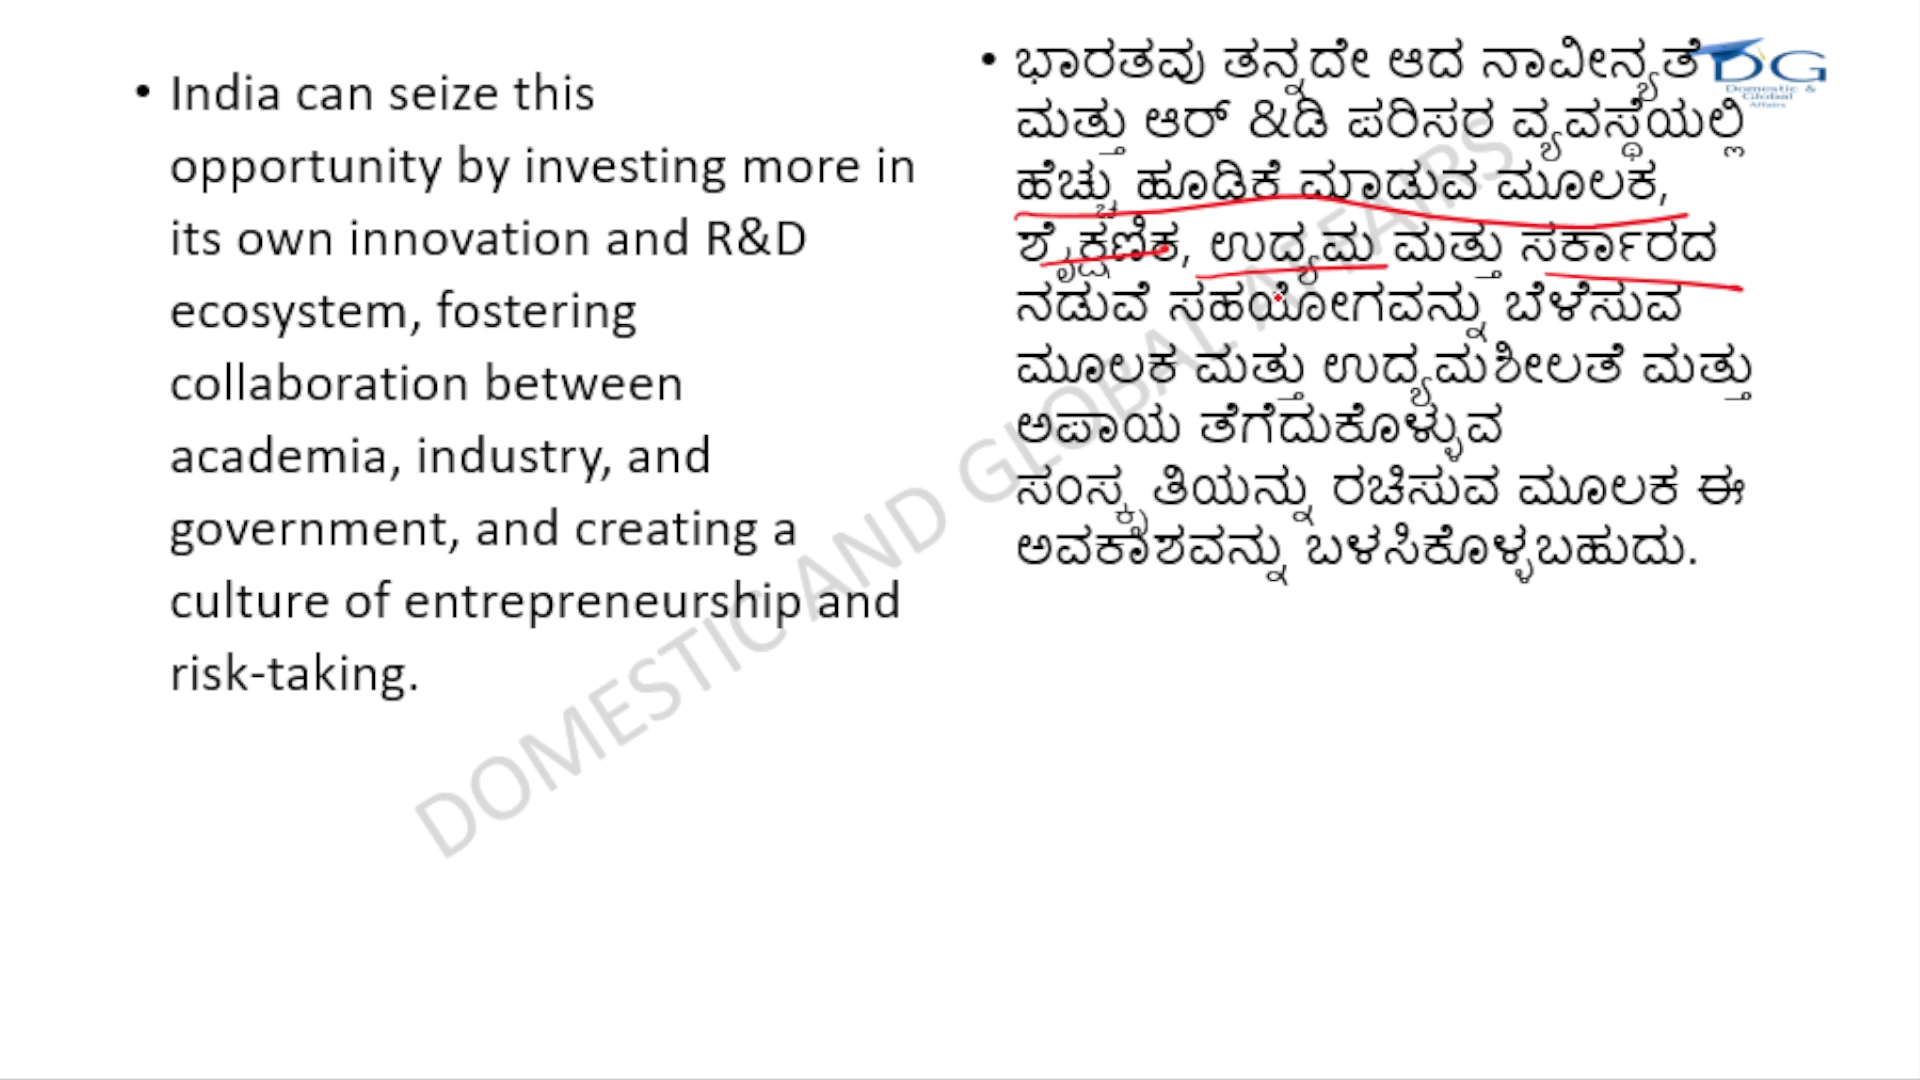 • India can seize this
opportunity by investing more in
its own innovation and R&D
ecosystem, fostering
collaboration between
academia, industry, and
government, and creating a
culture of entrepreneurship and
risk-taking.
• ಭಾರತವು ತನ್ನದೇ ಆದ ನಾವೀನ್ಯತೆ
ಮತ್ತು ಆರ್ &ಡಿ ಪರಿಸರ ವ್ಯವಸ್ಥೆಯಲ್ಲಿ
ಹೆಚ್ಚು ಹೂಡಿಕೆ ಮಾಡುವ ಮೂಲಕ,
ಶೈಕ್ಷಣಿಕ, ಉದ್ಯಮ ಮತ್ತು ಸರ್ಕಾರದ
ನಡುವೆ ಸಹಯೋಗವನ್ನು ಬೆಳೆಸುವ
ಮೂಲಕ ಮತ್ತು ಉದ್ಯಮಶೀಲತೆ ಮತ್ತು
ಅಪಾಯ ತೆಗೆದುಕೊಳ್ಳುವ
ಸಂಸ್ಕೃತಿಯನ್ನು ರಚಿಸುವ ಮೂಲಕ ಈ
ಅವಕಾಶವನ್ನು ಬಳಸಿಕೊಳ್ಳಬಹುದು.
DG
Domestic &
Global
Affairs
DOMESTIC AND GLOBAL AFFAIRS